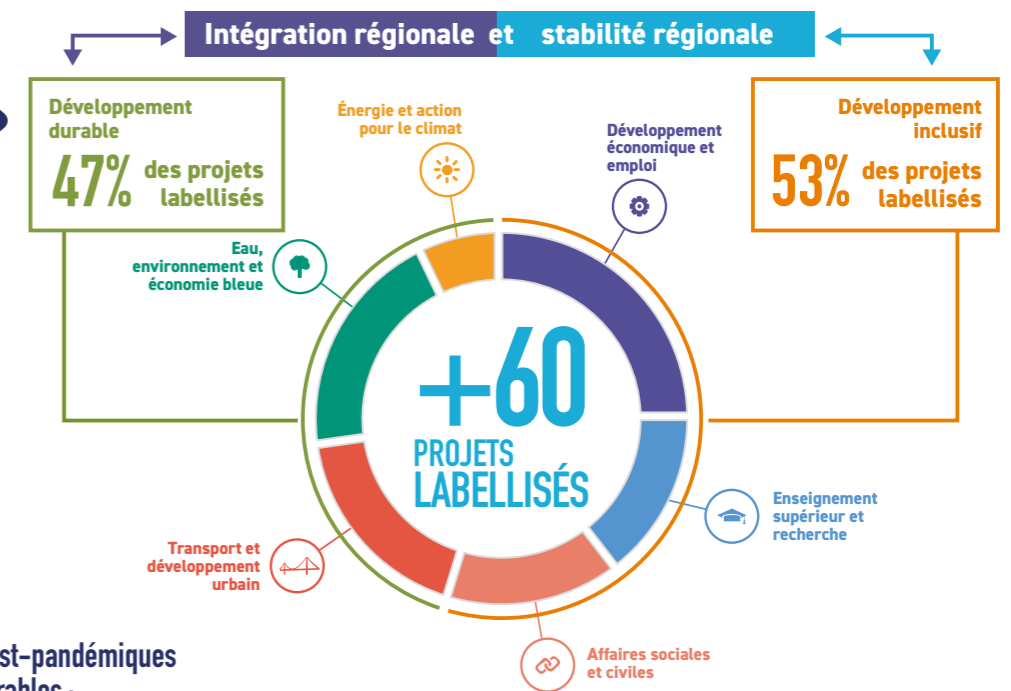 Intégration régionale et stabilité régionale
Développement
durable
47% des projets
labellisés
Énergie et action
pour le climat
Développement
économique et
emploi
Développement
inclusif
53% des projets
labellisés
Eau,
environnement et
économie bleue
+60
PROJETS
LABELLISÉS
Enseignement
supérieur et
recherche
Transport et
développement
urbain
Affaires sociales
et civiles
st-pandémiques